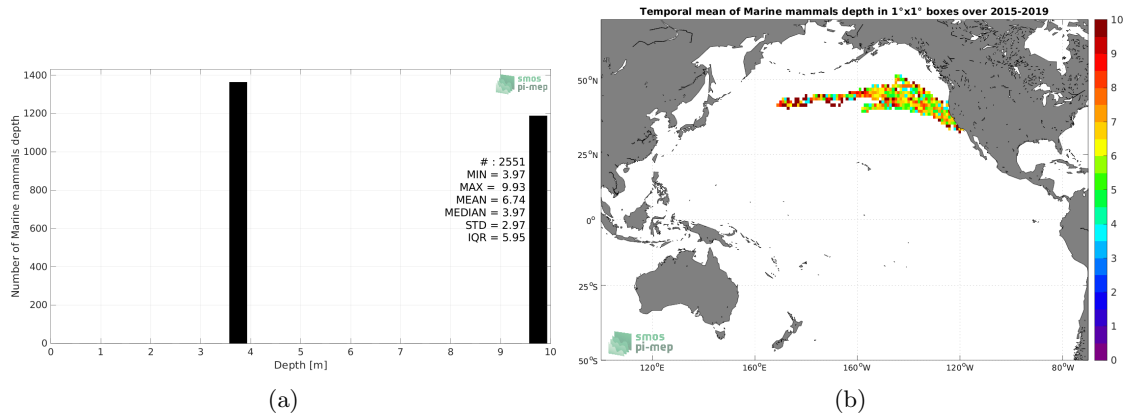 1400
1200
1000
800
600
400
200
0
Number of Marine mammals depth
smos
pi-mep
# : 2551
MIN = 3.97
MAX = 9.93
MEAN = 6.74
MEDIAN = 3.97
STD = 2.97
IQR = 5.95
0 1 2 3 4 5 6 7 8 9 10
Depth [m]
(a)
Temporal mean of Marine mammals depth in 1°x1° boxes over 2015-2019
50°N
25°N
0°
25°S
50°S
smos
pi-mep
120°E 160°E 160°W 120°W 80°W
10
9
8
7
6
5
4
3
2
1
0
(b)